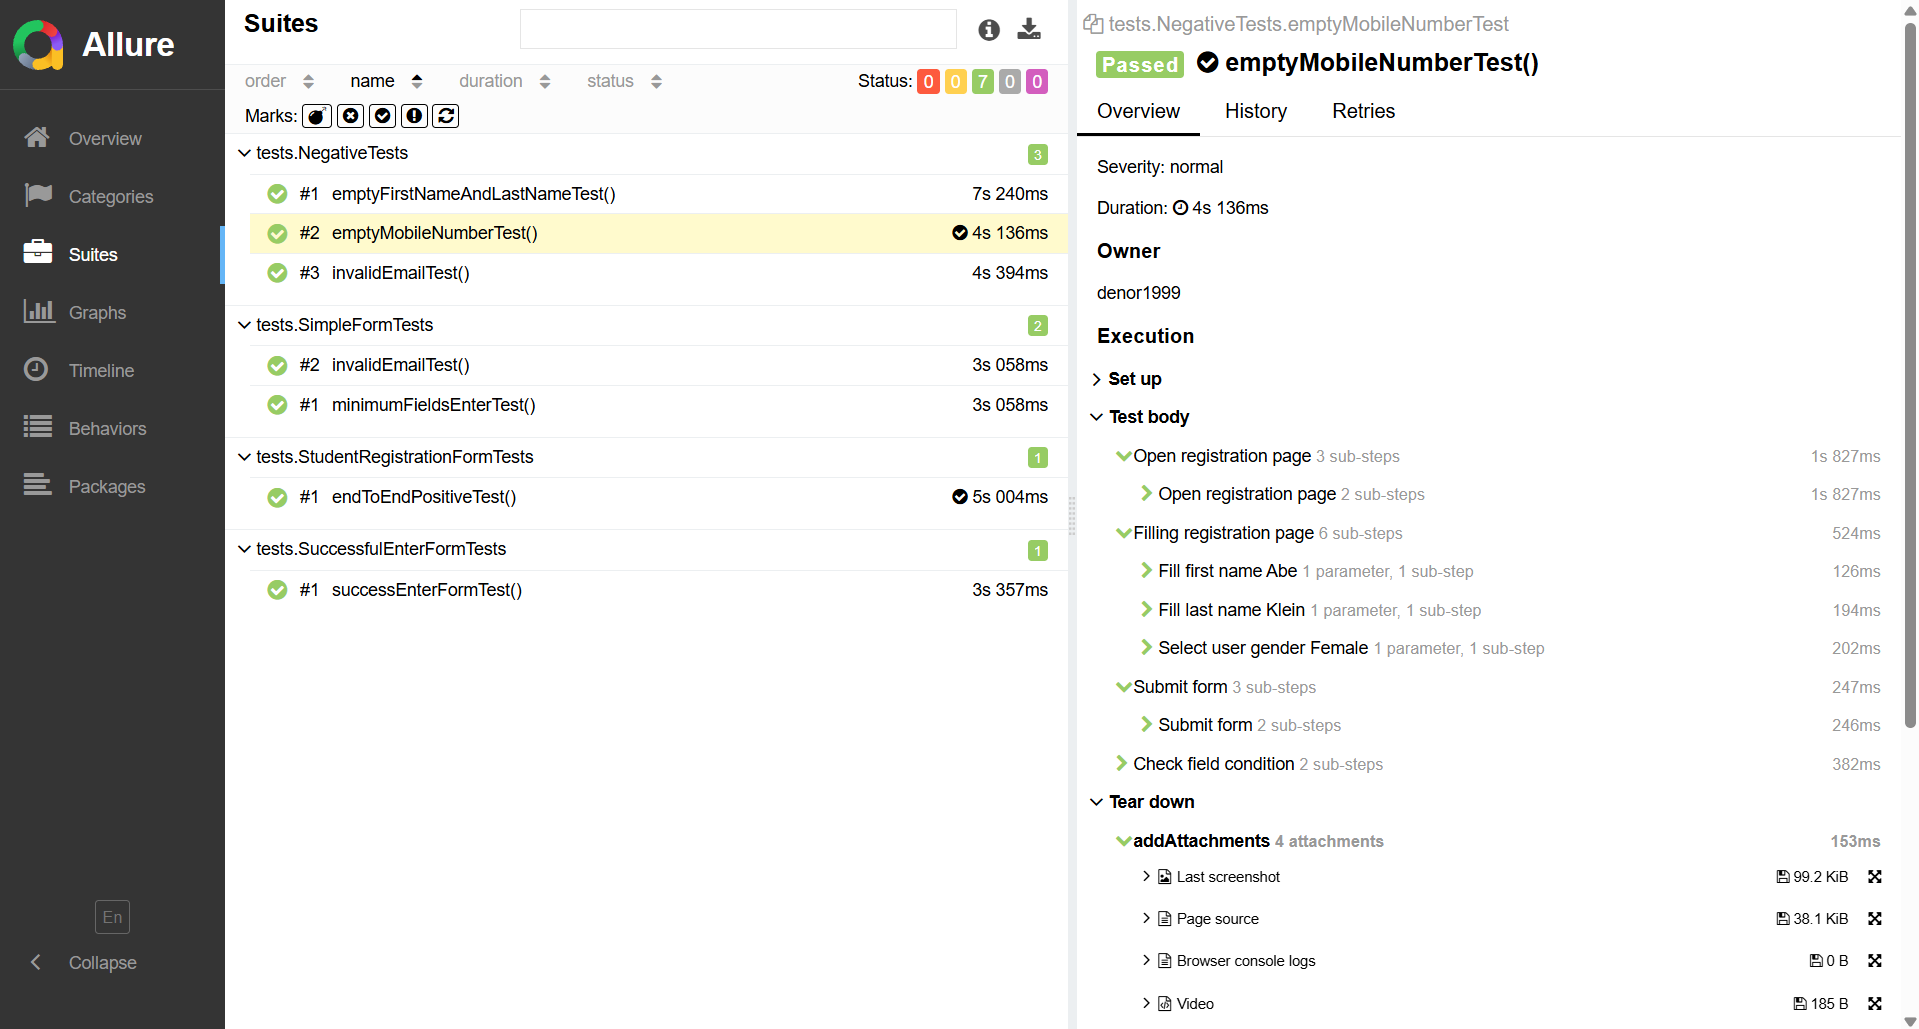 Allure
Overview
Categories
Suites
Graphs
Timeline
Behaviors
Packages
En
Collapse
Suites
order name duration status Status: 0 0 7 0 0
Marks:
tests.NegativeTests 3
#1 emptyFirstNameAndLastNameTest() 7s 240ms
#2 emptyMobileNumberTest() 4s 136ms
#3 invalidEmailTest() 4s 394ms
tests.SimpleFormTests 2
#2 invalidEmailTest() 3s 058ms
#1 minimumFieldsEnterTest() 3s 058ms
tests.StudentRegistrationFormTests 1
#1 endToEndPositiveTest() 5s 004ms
tests.SuccessfulEnterFormTests 1
#1 successEnterFormTest() 3s 357ms
tests.NegativeTests.emptyMobileNumberTest
Passed emptyMobileNumberTest()
Overview History Retries
Severity: normal
Duration: 4s 136ms
Owner
denor1999
Execution
Set up
Test body
Open registration page 3 sub-steps 1s 827ms
Open registration page 2 sub-steps 1s 827ms
Filling registration page 6 sub-steps 524ms
Fill first name Abe 1 parameter, 1 sub-step 126ms
Fill last name Klein 1 parameter, 1 sub-step 194ms
Select user gender Female 1 parameter, 1 sub-step 202ms
Submit form 3 sub-steps 247ms
Submit form 2 sub-steps 246ms
Check field condition 2 sub-steps 382ms
Tear down
addAttachments 4 attachments 153ms
Last screenshot 99.2 KiB
Page source 38.1 KiB
Browser console logs 0 B
Video 185 B